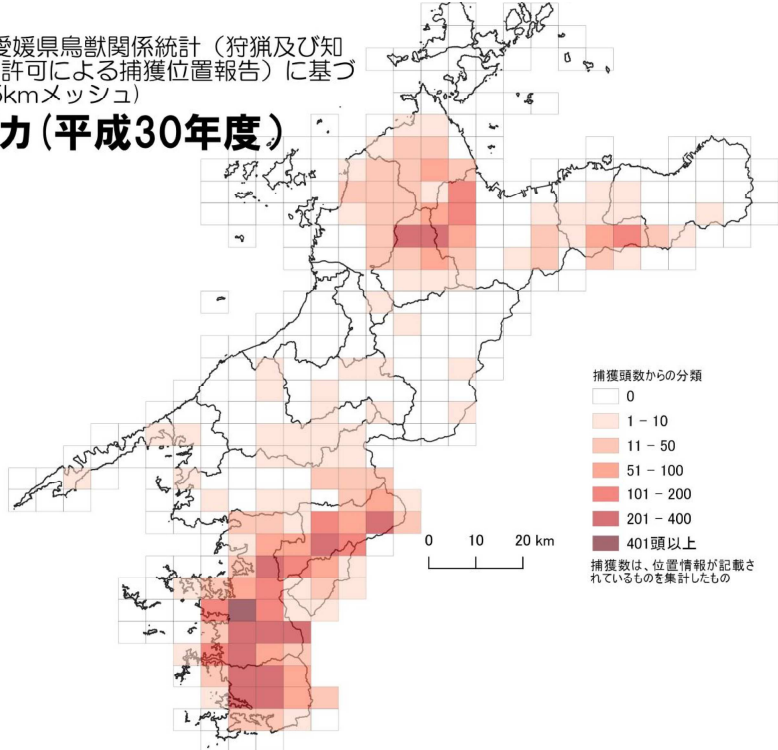 愛媛県鳥獣関係統計（狩猟及び知
許可による捕獲位置報告）に基づ
kmメッシュ)
カ(平成30年度)
捕獲頭数からの分類
0
1 - 10
11 - 50
51 - 100
101 - 200
201 - 400
401頭以上
捕獲数は、位置情報が記載さ
れているものを集計したもの
0 10 20 km